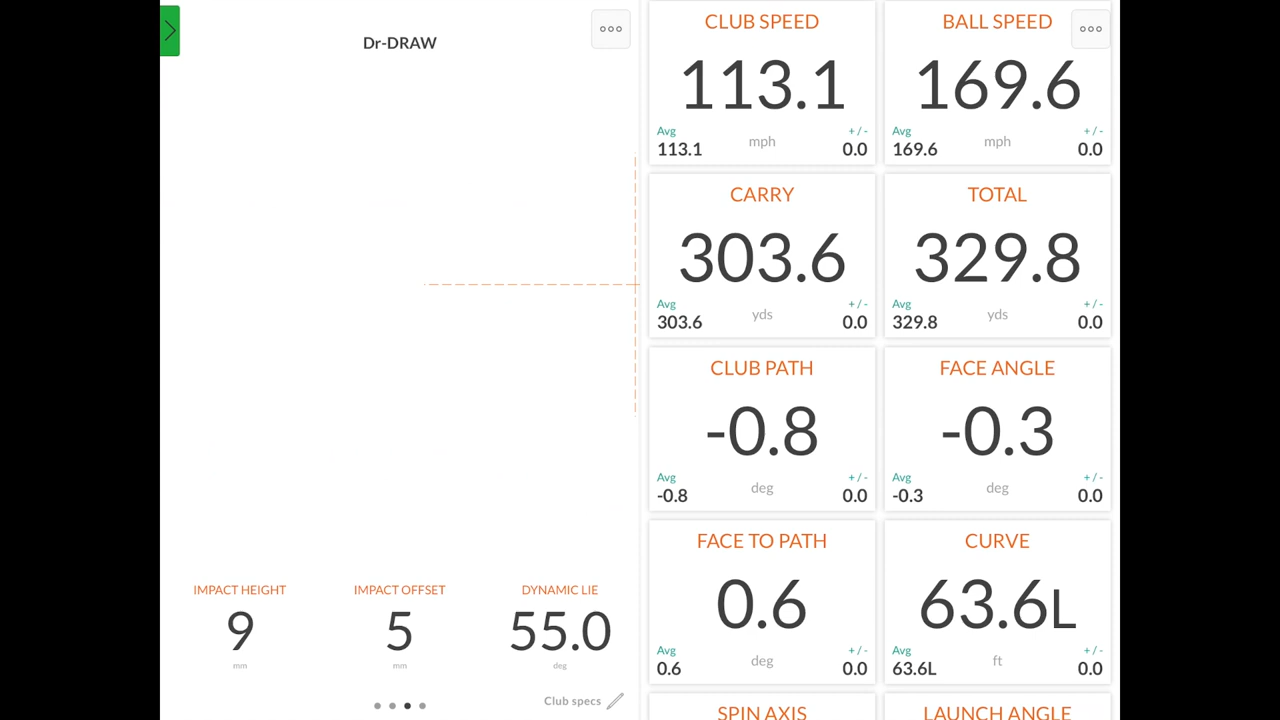 Dr-DRAW
IMPACT HEIGHT
9
mm
IMPACT OFFSET
5
mm
DYNAMIC LIE
55.0
deg
Club specs
CLUB SPEED
113.1
Avg
113.1
mph
+ / -
0.0
BALL SPEED
169.6
Avg
169.6
mph
+ / -
0.0
CARRY
303.6
Avg
303.6
yds
+ / -
0.0
TOTAL
329.8
Avg
329.8
yds
+ / -
0.0
CLUB PATH
-0.8
Avg
-0.8
deg
+ / -
0.0
FACE ANGLE
-0.3
Avg
-0.3
deg
+ / -
0.0
FACE TO PATH
0.6
Avg
0.6
deg
+ / -
0.0
CURVE
63.6L
Avg
63.6L
ft
+ / -
0.0
SPIN AXIS
LAUNCH ANGLE